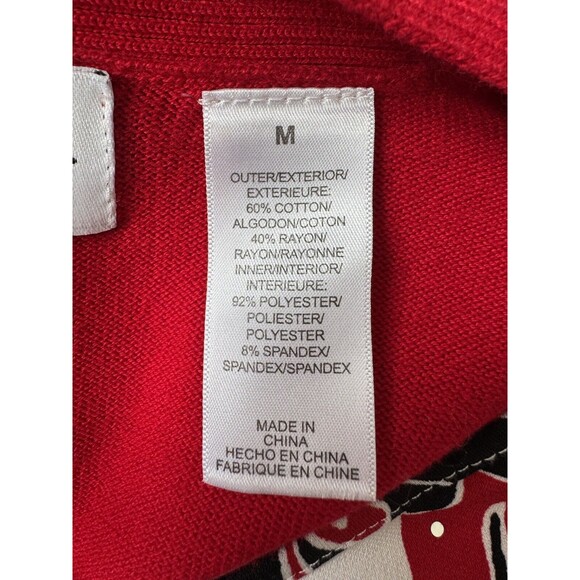 M
OUTER/EXTERIOR/
EXTERIEURE:
60% COTTON/
ALGODON/COTON
40% RAYON/
RAYON/RAYONNE
INNER/INTERIOR/
INTERIEURE:
92% POLYESTER/
POLIESTER/
POLYESTER
8% SPANDEX/
SPANDEX/SPANDEX
MADE IN
CHINA
HECHO EN CHINA
FABRIQUE EN CHINE